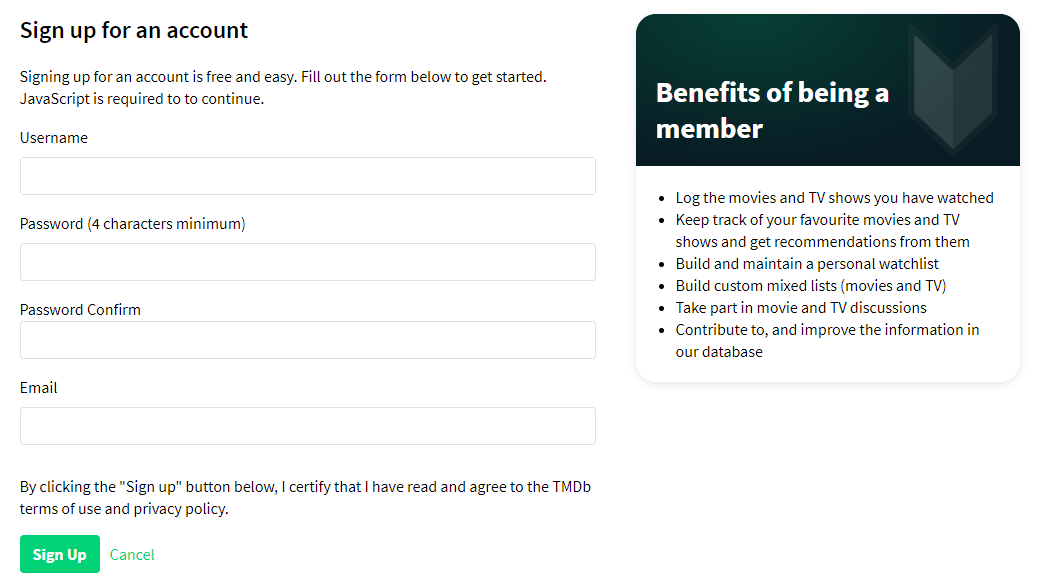 Sign up for an account
Signing up for an account is free and easy. Fill out the form below to get started.
JavaScript is required to to continue.
Username
Password (4 characters minimum)
Password Confirm
Email
By clicking the "Sign up" button below, I certify that I have read and agree to the TMDb
terms of use and privacy policy.
Sign Up Cancel
Benefits of being a
member
• Log the movies and TV shows you have watched
• Keep track of your favourite movies and TV
shows and get recommendations from them
• Build and maintain a personal watchlist
• Build custom mixed lists (movies and TV)
• Take part in movie and TV discussions
• Contribute to, and improve the information in
our database